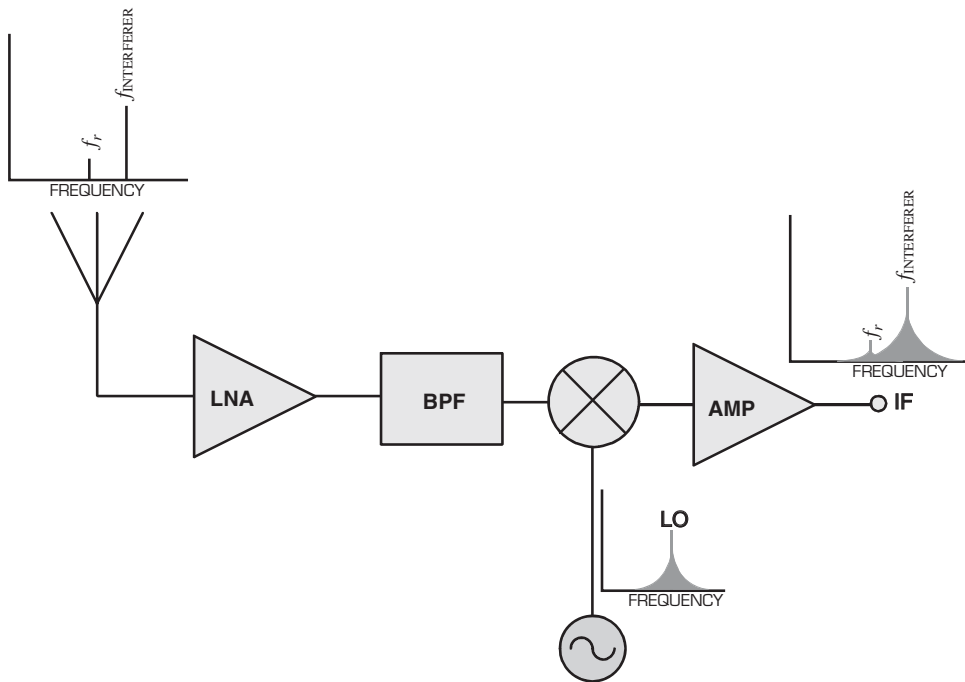 fINTERFERER
fr
FREQUENCY
fINTERFERER
fr
FREQUENCY
LNA
BPF
AMP
IF
LO
FREQUENCY